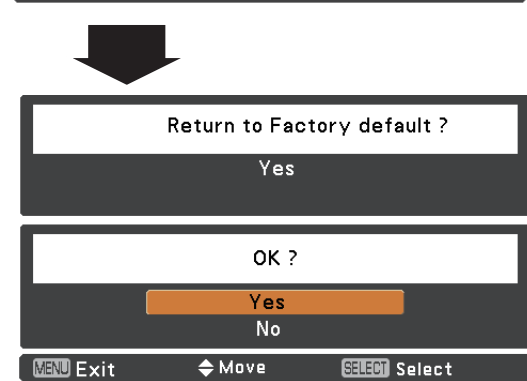 Return to Factory default ?
Yes
OK ?
Yes
No
MENU Exit Move SELECT Select